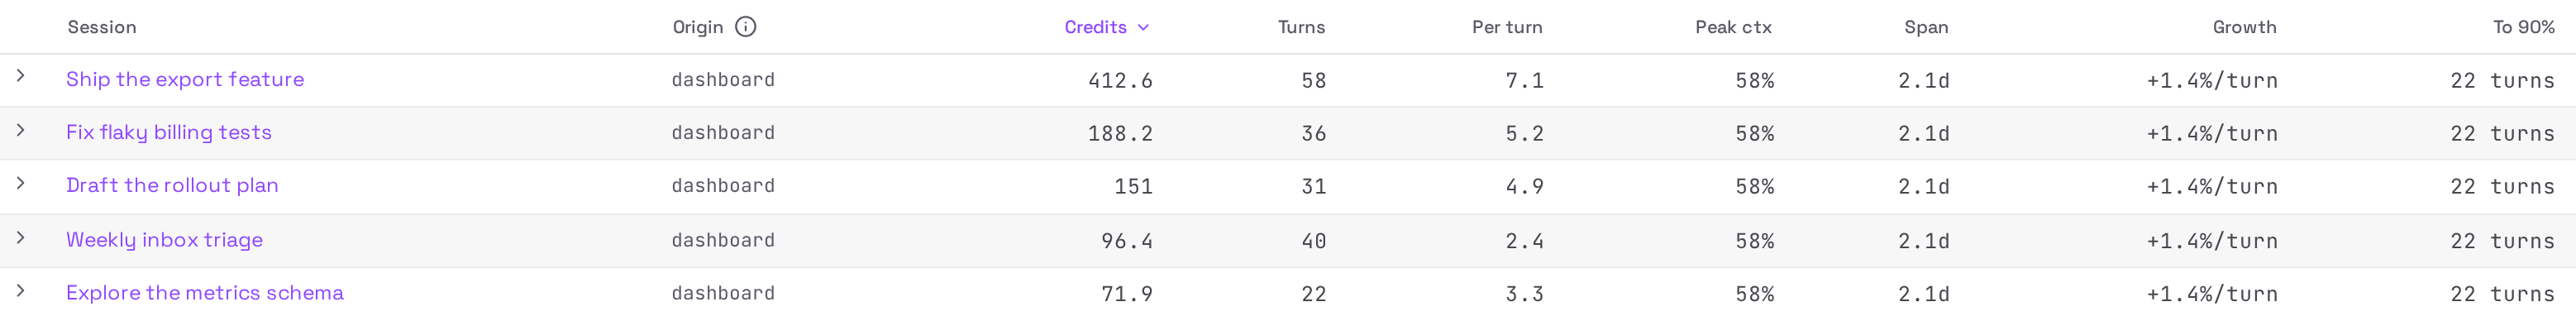 Session Origin Credits Turns Per turn Peak ctx Span Growth To 90%
Ship the export feature dashboard 412.6 58 7.1 58% 2.1d +1.4%/turn 22 turns
Fix flaky billing tests dashboard 188.2 36 5.2 58% 2.1d +1.4%/turn 22 turns
Draft the rollout plan dashboard 151 31 4.9 58% 2.1d +1.4%/turn 22 turns
Weekly inbox triage dashboard 96.4 40 2.4 58% 2.1d +1.4%/turn 22 turns
Explore the metrics schema dashboard 71.9 22 3.3 58% 2.1d +1.4%/turn 22 turns